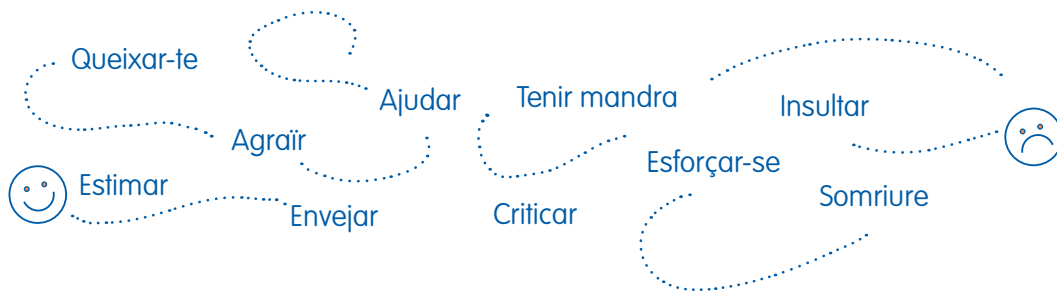 Queixar-te
Ajudar
Tenir mandra
Insultar
Agraïr
Esforçar-se
Estimar
Envejar
Criticar
Somriure